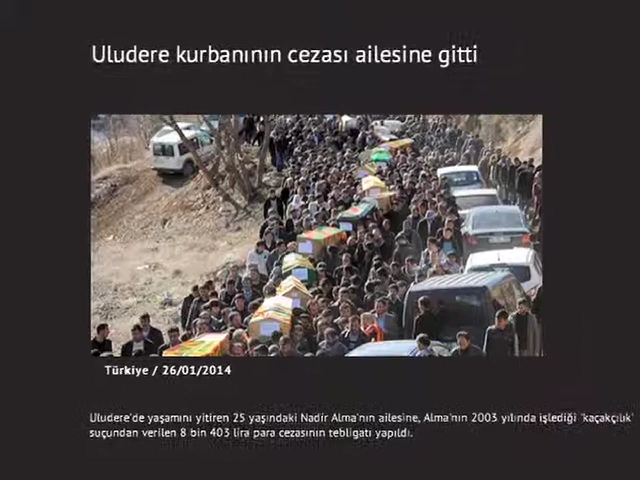 Uludere kurbanının cezası ailesine gitti
Türkiye / 26/01/2014
Uludere'de yaşamını yitiren 25 yaşındaki Nadir Alma'nın ailesine, Alma'nın 2003 yılında işlediği 'kaçakçılık'
suçundan verilen 8 bin 403 lira para cezasının tebligatı yapıldı.